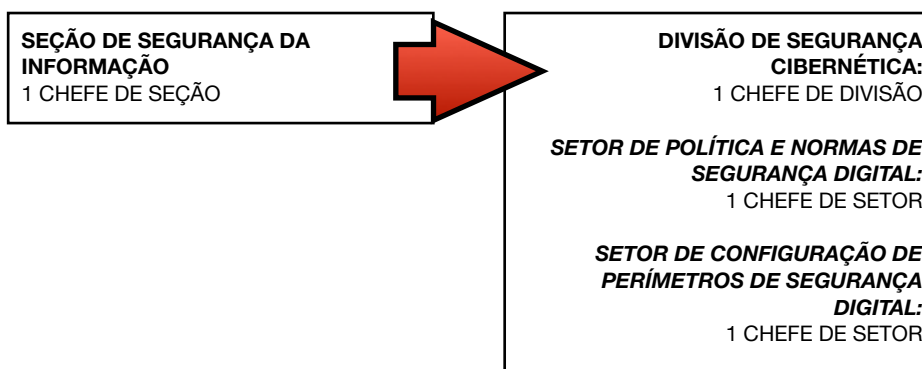 SEÇÃO DE SEGURANÇA DA
INFORMAÇÃO
1 CHEFE DE SEÇÃO
DIVISÃO DE SEGURANÇA
CIBERNÉTICA:
1 CHEFE DE DIVISÃO
SETOR DE POLÍTICA E NORMAS DE
SEGURANÇA DIGITAL:
1 CHEFE DE SETOR
SETOR DE CONFIGURAÇÃO DE
PERÍMETROS DE SEGURANÇA
DIGITAL:
1 CHEFE DE SETOR